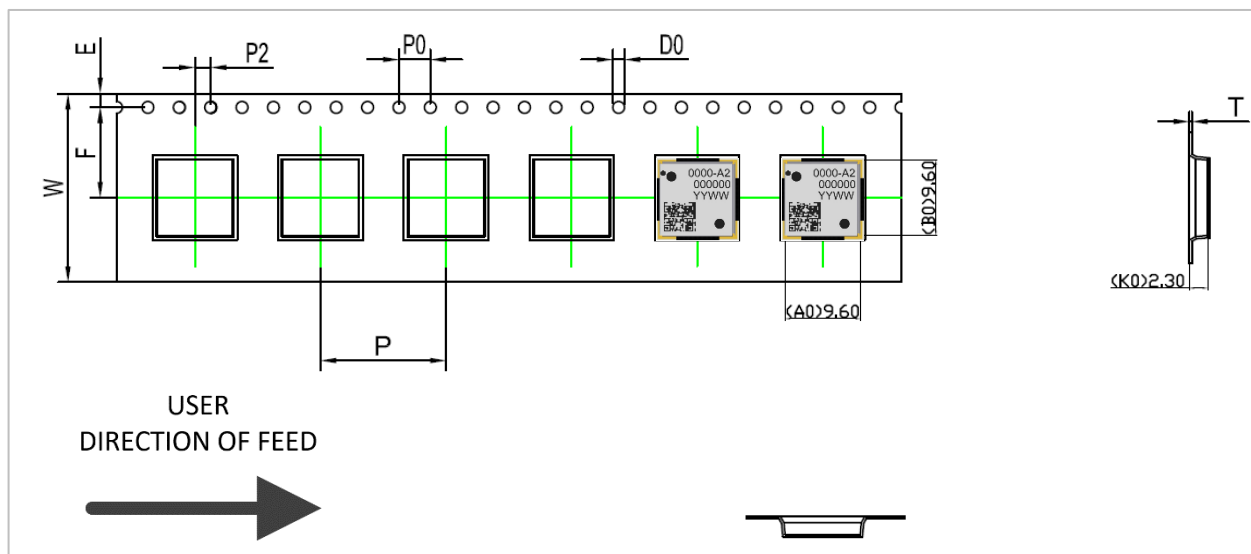 E
P2
P0
D0
T
F
W
0000-A2
000000
YYWW
0000-A2
000000
YYWW
(B0)9.60
(K0)2.30
(A0)9.60
P
USER
DIRECTION OF FEED